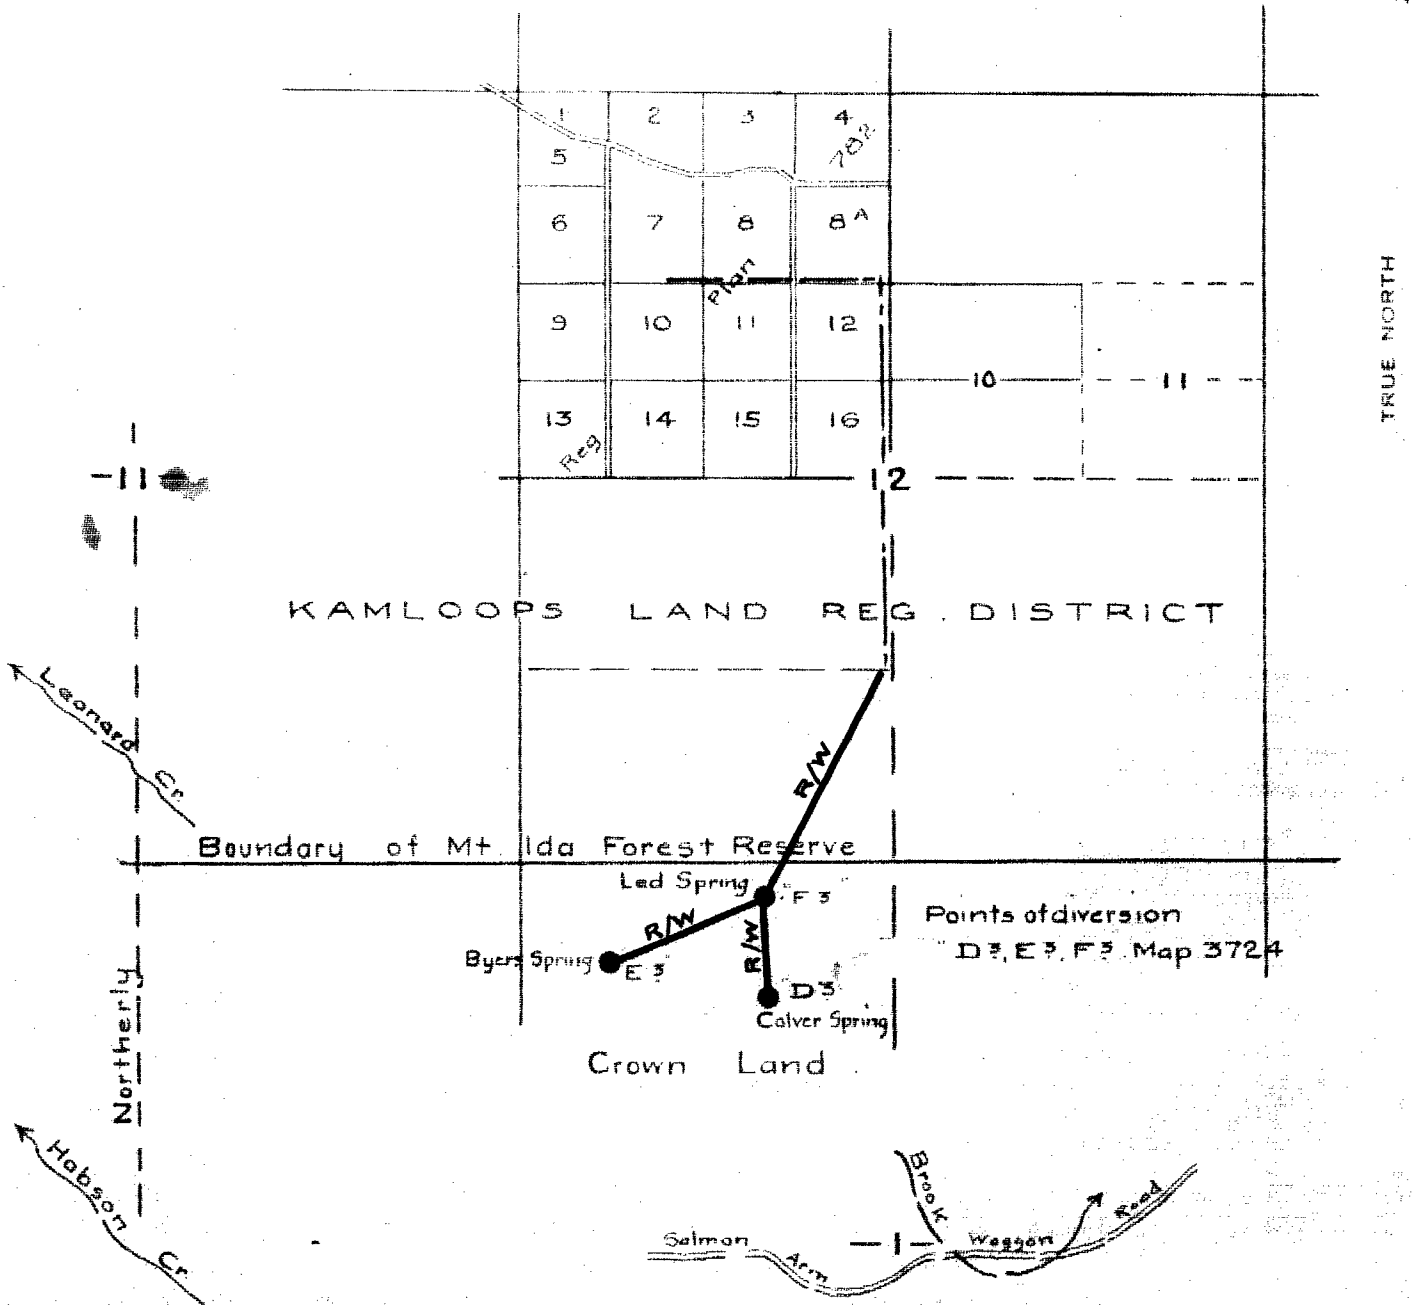 1 2 3 4
782
5
6 7 8 8A
Plan
9 10 11 12
10 11
13 14 15 16
Reg
11
12
TRUE NORTH
KAMLOOPS LAND REG. DISTRICT
Leonard Cr.
R/W
Boundary of Mt. Ida Forest Reserve
Led Spring F3
R/W
R/W
Byers Spring E3
Points of diversion
D3, E3, F3. Map 3724
D3
Calver Spring
Crown Land
Northerly
Hobson Cr.
Brook
Salmon Arm Waggon Road
1